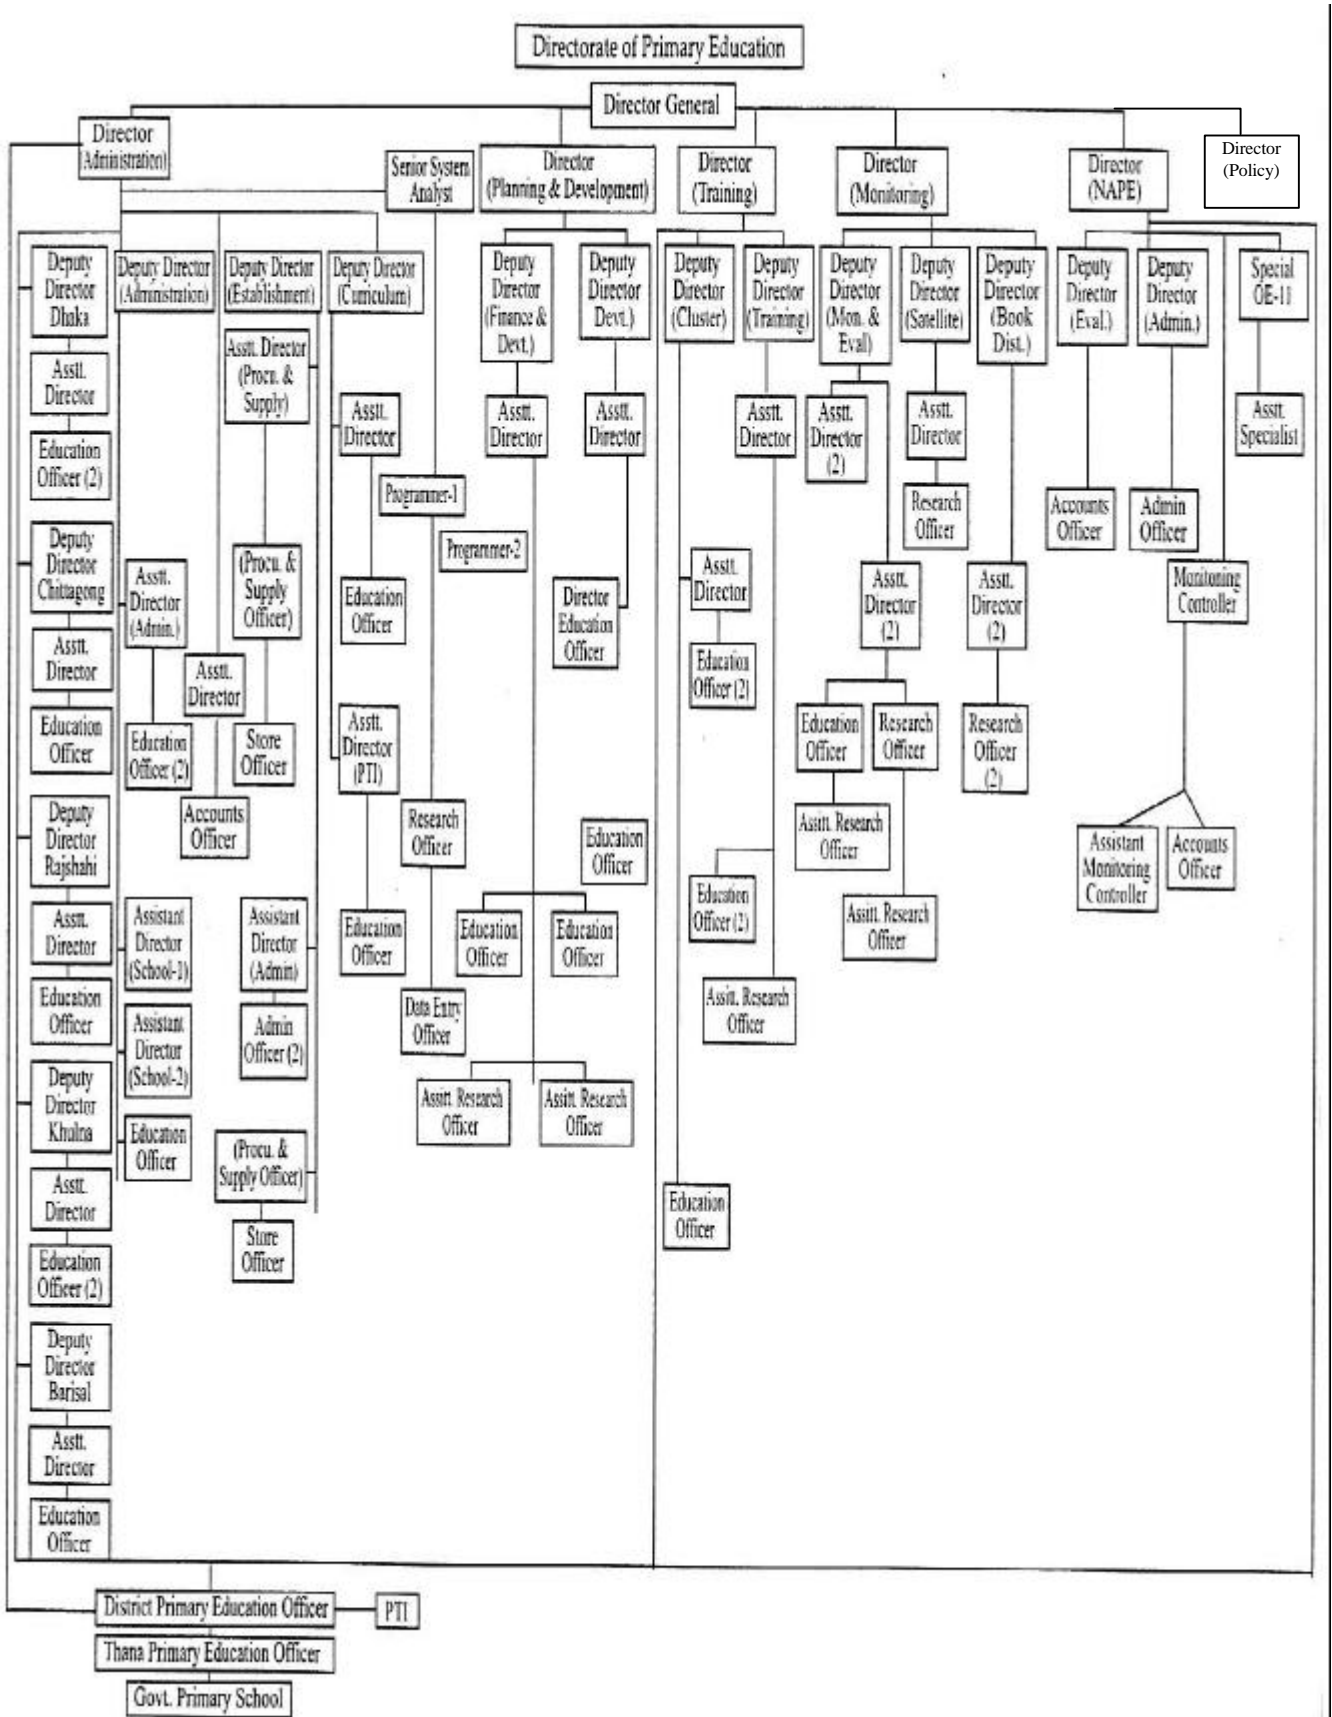 Directorate of Primary Education
Director General
Director
(Administration)
Senior System
Analyst
Director
(Planning & Development)
Director
(Training)
Director
(Monitoring)
Director
(NAPE)
Director
(Policy)
Deputy
Director
Dhaka
Asstt.
Director
Education
Officer (2)
Deputy
Director
Chittagong
Asstt.
Director
Education
Officer
Deputy
Director
Rajshahi
Asstt.
Director
Education
Officer
Deputy
Director
Khulna
Asstt.
Director
Education
Officer (2)
Deputy
Director
Barisal
Asstt.
Director
Education
Officer
Deputy Director
(Administration)
Asstt.
Director
(Admin.)
Education
Officer (2)
Assistant
Director
(School-1)
Assistant
Director
(School-2)
Education
Officer
Asstt.
Director
Accounts
Officer
Deputy Director
(Establishment)
Asstt. Director
(Procu. &
Supply)
(Procu. &
Supply
Officer)
Store
Officer
Assistant
Director
(Admin)
Admin
Officer (2)
(Procu. &
Supply Officer)
Store
Officer
Deputy Director
(Curriculum)
Asstt.
Director
Education
Officer
Asstt.
Director
(PTI)
Education
Officer
Programmer-1
Programmer-2
Research
Officer
Data Entry
Officer
Deputy
Director
(Finance &
Devt.)
Asstt.
Director
Education
Officer
Education
Officer
Assitt. Research
Officer
Assitt. Research
Officer
Deputy
Director
Devt.)
Asstt.
Director
Director
Education
Officer
Education
Officer
Deputy
Director
(Cluster)
Asstt.
Director
Education
Officer (2)
Education
Officer
Deputy
Director
(Training)
Asstt.
Director
Education
Officer (2)
Assitt. Research
Officer
Deputy
Director
(Mon. &
Eval)
Asstt.
Director
(2)
Asstt.
Director
(2)
Education
Officer
Research
Officer
Assitt. Research
Officer
Assitt. Research
Officer
Deputy
Director
(Satellite)
Asstt.
Director
Research
Officer
Deputy
Director
(Book
Dist.)
Asstt.
Director
(2)
Research
Officer
(2)
Deputy
Director
(Eval.)
Accounts
Officer
Deputy
Director
(Admin.)
Admin
Officer
Monitoning
Controller
Assistant
Monitoring
Controller
Accounts
Officer
Special
OE-11
Asstt.
Specialist
District Primary Education Officer
PTI
Thana Primary Education Officer
Govt. Primary School